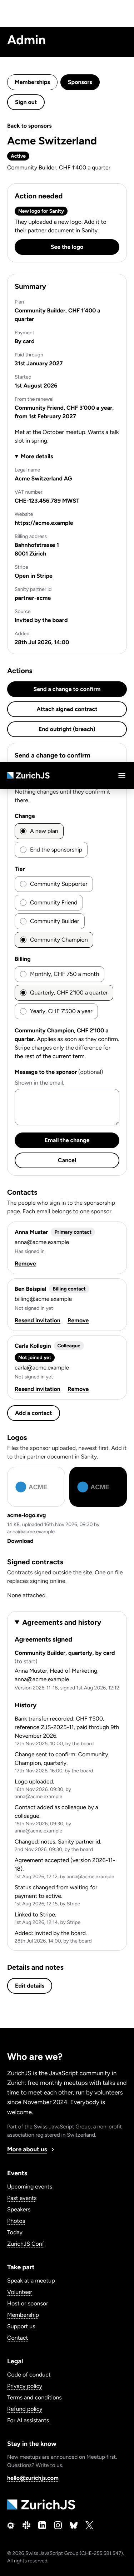 Admin
Memberships
Sponsors
Sign out
Back to sponsors
Acme Switzerland
Active
Community Builder, CHF 1'400 a quarter
Action needed
New logo for Sanity
They uploaded a new logo. Add it to
their partner document in Sanity.
See the logo
Summary
Plan
Community Builder, CHF 1'400 a
quarter
Payment
By card
Paid through
31st January 2027
Started
1st August 2026
From the renewal
Community Friend, CHF 3'000 a year,
from 1st February 2027
Met at the October meetup. Wants a talk
slot in spring.
▼ More details
Legal name
Acme Switzerland AG
VAT number
CHE-123.456.789 MWST
Website
https://acme.example
Billing address
Bahnhofstrasse 1
8001 Zürich
Stripe
Open in Stripe
Sanity partner id
partner-acme
Source
Invited by the board
Added
28th Jul 2026, 14:00
Actions
Send a change to confirm
Attach signed contract
End outright (breach)
Send a change to confirm
ZurichJS
Nothing changes until they confirm it
there.
Change
A new plan
End the sponsorship
Tier
Community Supporter
Community Friend
Community Builder
Community Champion
Billing
Monthly, CHF 750 a month
Quarterly, CHF 2'100 a quarter
Yearly, CHF 7'500 a year
Community Champion, CHF 2'100 a
quarter. Applies as soon as they confirm.
Stripe charges only the difference for
the rest of the current term.
Message to the sponsor (optional)
Shown in the email.
Email the change
Cancel
Contacts
The people who sign in to the sponsorship
page. Each email belongs to one sponsor.
Anna Muster Primary contact
anna@acme.example
Has signed in
Remove
Ben Beispiel Billing contact
billing@acme.example
Not signed in yet
Resend invitation Remove
Carla Kollegin Colleague
Not joined yet
carla@acme.example
Not signed in yet
Resend invitation Remove
Add a contact
Logos
Files the sponsor uploaded, newest first. Add it
to their partner document in Sanity.
ACME
ACME
acme-logo.svg
14 KB, uploaded 16th Nov 2026, 09:30 by
anna@acme.example
Download
Signed contracts
Contracts signed outside the site. One on file
replaces signing online.
None attached.
▼ Agreements and history
Agreements signed
Community Builder, quarterly, by card
(to start)
Anna Muster, Head of Marketing,
anna@acme.example
Version 2026-11-18, signed 1st Aug 2026, 12:12
History
Bank transfer recorded: CHF 1'500,
reference ZJS-2025-11, paid through 9th
November 2026.
12th Nov 2025, 10:00, by the board
Change sent to confirm: Community
Champion, quarterly.
17th Nov 2026, 16:00, by the board
Logo uploaded.
16th Nov 2026, 09:30, by
anna@acme.example
Contact added as colleague by a
colleague.
15th Nov 2026, 09:30, by
anna@acme.example
Changed: notes, Sanity partner id.
2nd Nov 2026, 09:30, by the board
Agreement accepted (version 2026-11-
18).
1st Aug 2026, 12:12, by anna@acme.example
Status changed from waiting for
payment to active.
1st Aug 2026, 12:15, by Stripe
Linked to Stripe.
1st Aug 2026, 12:14, by Stripe
Added: invited by the board.
28th Jul 2026, 14:00, by the board
Details and notes
Edit details
Who are we?
ZurichJS is the JavaScript community in
Zurich: free monthly meetups with talks and
time to meet each other, run by volunteers
since November 2024. Everybody is
welcome.
Part of the Swiss JavaScript Group, a non-profit
association registered in Switzerland.
More about us
Events
Upcoming events
Past events
Speakers
Photos
Today
ZurichJS Conf
Take part
Speak at a meetup
Volunteer
Host or sponsor
Membership
Support us
Contact
Legal
Code of conduct
Privacy policy
Terms and conditions
Refund policy
For AI assistants
Stay in the know
New meetups are announced on Meetup first.
Questions? Write to us.
hello@zurichjs.com
ZurichJS
© 2026 Swiss JavaScript Group (CHE-255.581.547).
All rights reserved.